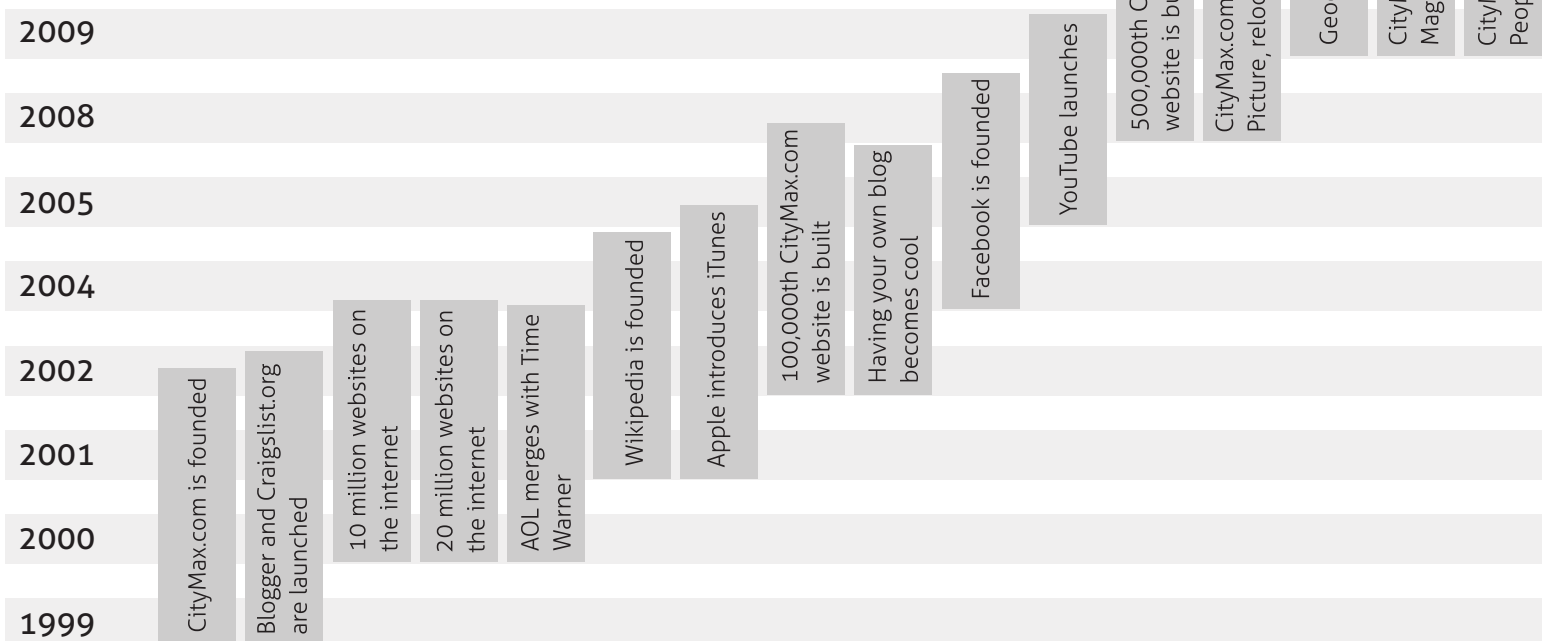 2009
2008
2005
2004
2002
2001
2000
1999
CityMax.com is founded
Blogger and Craigslist.org
are launched
10 million websites on
the internet
20 million websites on
the internet
AOL merges with Time
Warner
Wikipedia is founded
Apple introduces iTunes
100,000th CityMax.com
website is built
Having your own blog
becomes cool
Facebook is founded
YouTube launches
500,000th
website is
CityMax.com
Picture,